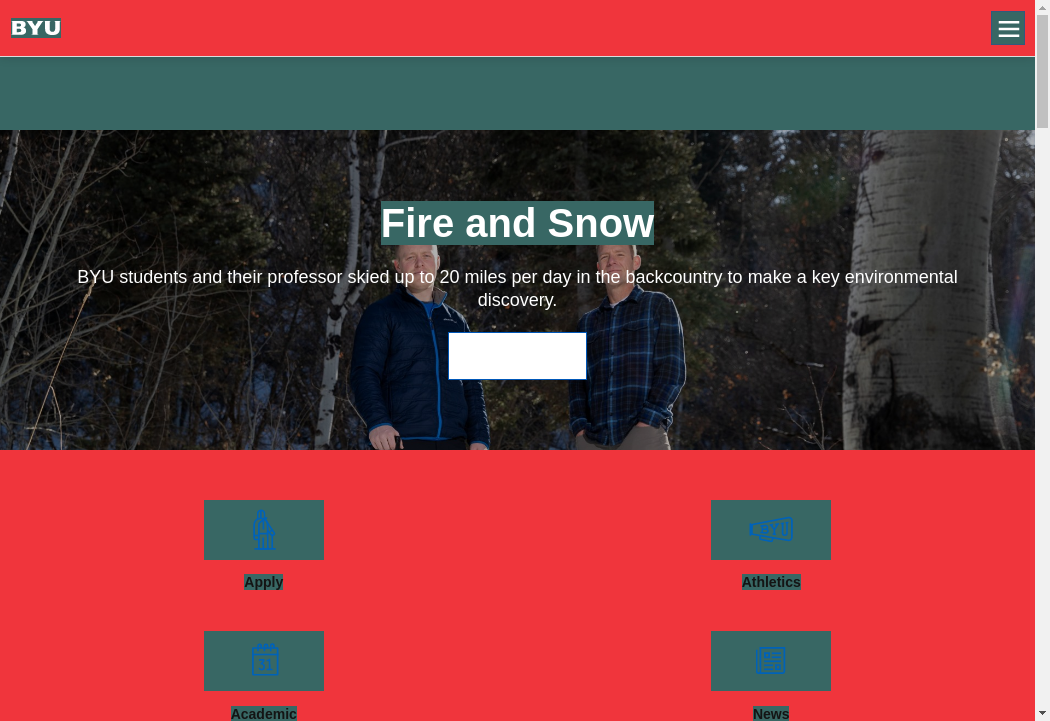 BYU
Fire and Snow
BYU students and their professor skied up to 20 miles per day in the backcountry to make a key environmental
discovery.
BYU
Apply
Athletics
31
Academic
News